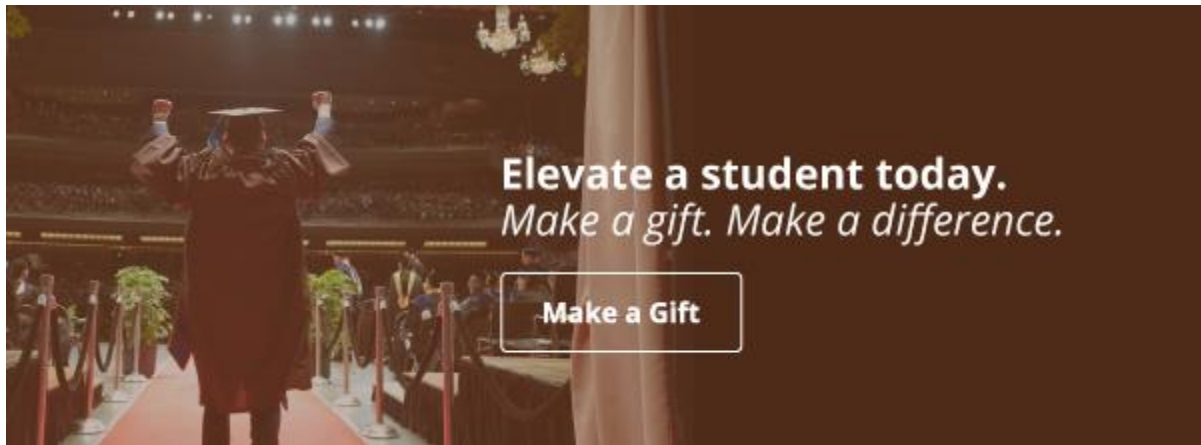 Elevate a student today.
Make a gift. Make a difference.
Make a Gift